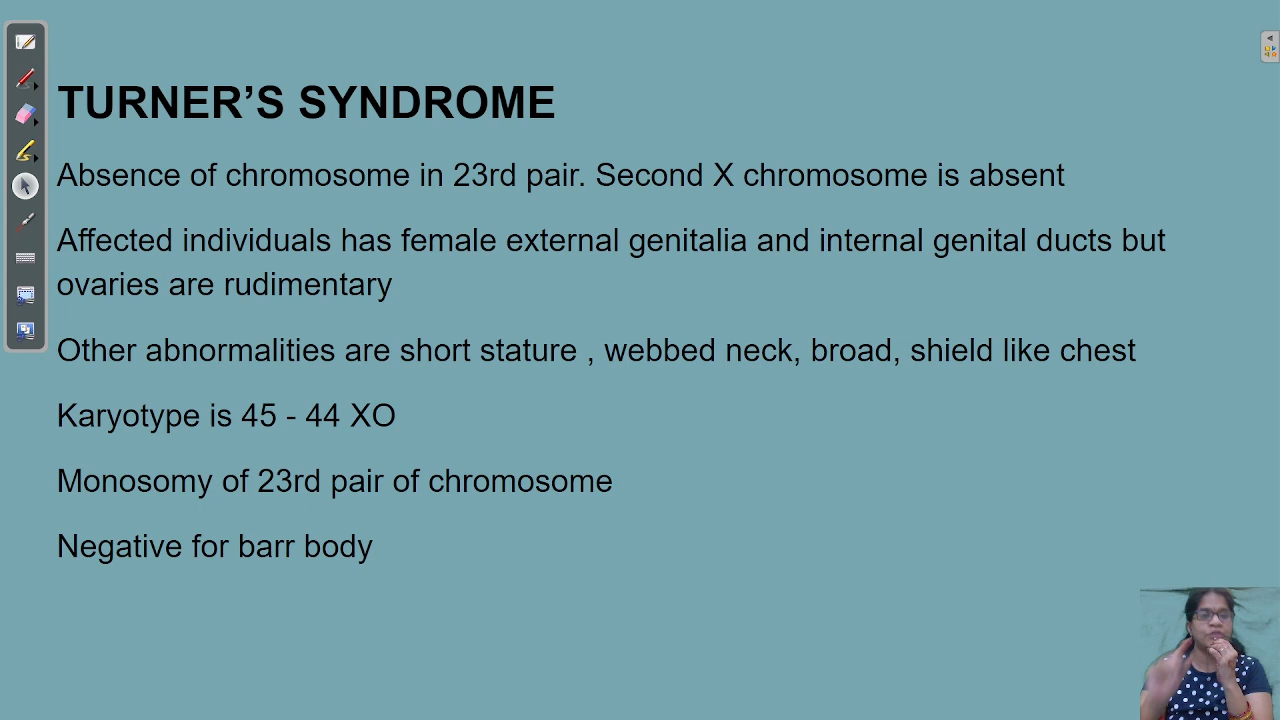 TURNER’S SYNDROME
Absence of chromosome in 23rd pair. Second X chromosome is absent
Affected individuals has female external genitalia and internal genital ducts but
ovaries are rudimentary
Other abnormalities are short stature , webbed neck, broad, shield like chest
Karyotype is 45 - 44 XO
Monosomy of 23rd pair of chromosome
Negative for barr body